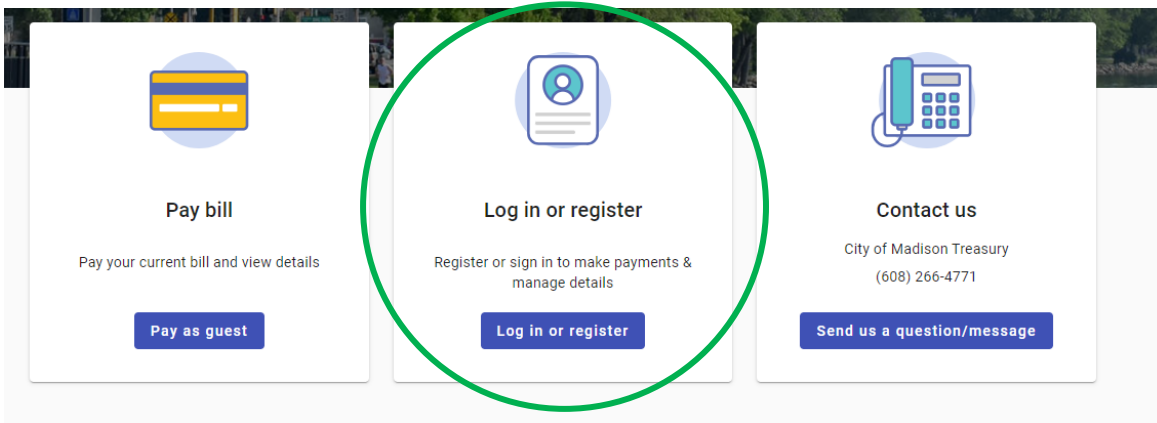 Pay bill
Pay your current bill and view details
Pay as guest
Log in or register
Register or sign in to make payments &
manage details
Log in or register
Contact us
City of Madison Treasury
(608) 266-4771
Send us a question/message